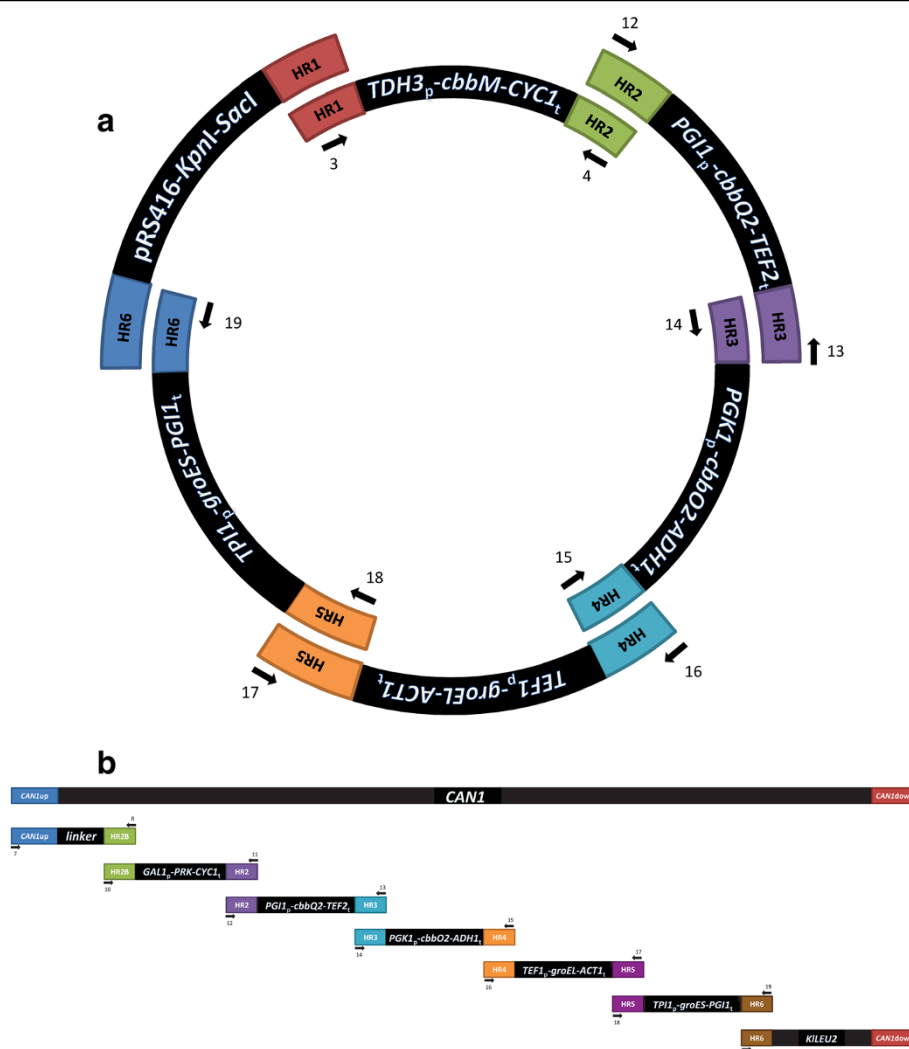 a
12
HR1
HR1
TDH3p-cbbM-CYC1t
HR2
HR2
3
4
pRS416-KpnI-SacI
PGI1p-cbbQ2-TEF2t
HR6
HR6
19
14
HR3
HR3
13
TPI1p-groES-PGI1t
PGK1p-cbbO2-ADH1t
18
15
HR5
HR5
HR4
HR4
17
16
TEF1p-groEL-ACT1t
b
CAN1up
CAN1
CAN1down
8
CAN1up linker HR2B
7
11
HR2B GAL1p-PRK-CYC1t HR2
10
13
HR2 PGI1p-cbbQ2-TEF2t HR3
12
15
HR3 PGK1p-cbbO2-ADH1t HR4
14
17
HR4 TEF1p-groEL-ACT1t HR5
16
19
HR5 TPI1p-groES-PGI1t HR6
18
HR6 KlLEU2 CAN1down